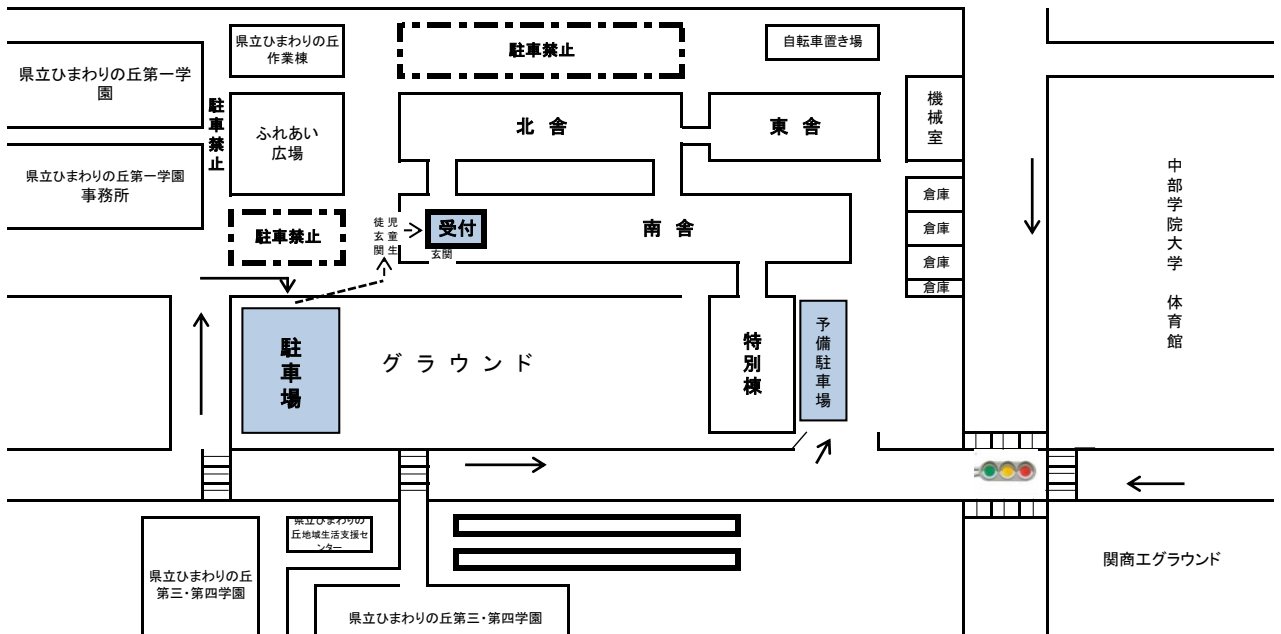 県立ひまわりの丘
作業棟
駐車禁止
自転車置き場
県立ひまわりの丘第一学
園
駐車禁止
ふれあい
広場
北 舎
東 舎
機械室
中部学院大学 体育館
県立ひまわりの丘第一学園
事務所
駐車禁止
児童生
徒玄関
受付
玄関
南 舎
倉庫
倉庫
倉庫
倉庫
駐車場
グラウンド
特別棟
予備駐車場
県立ひまわりの
丘地域生活支援セ
ンター
県立ひまわりの丘
第三・第四学園
県立ひまわりの丘第三・第四学園
関商工グラウンド